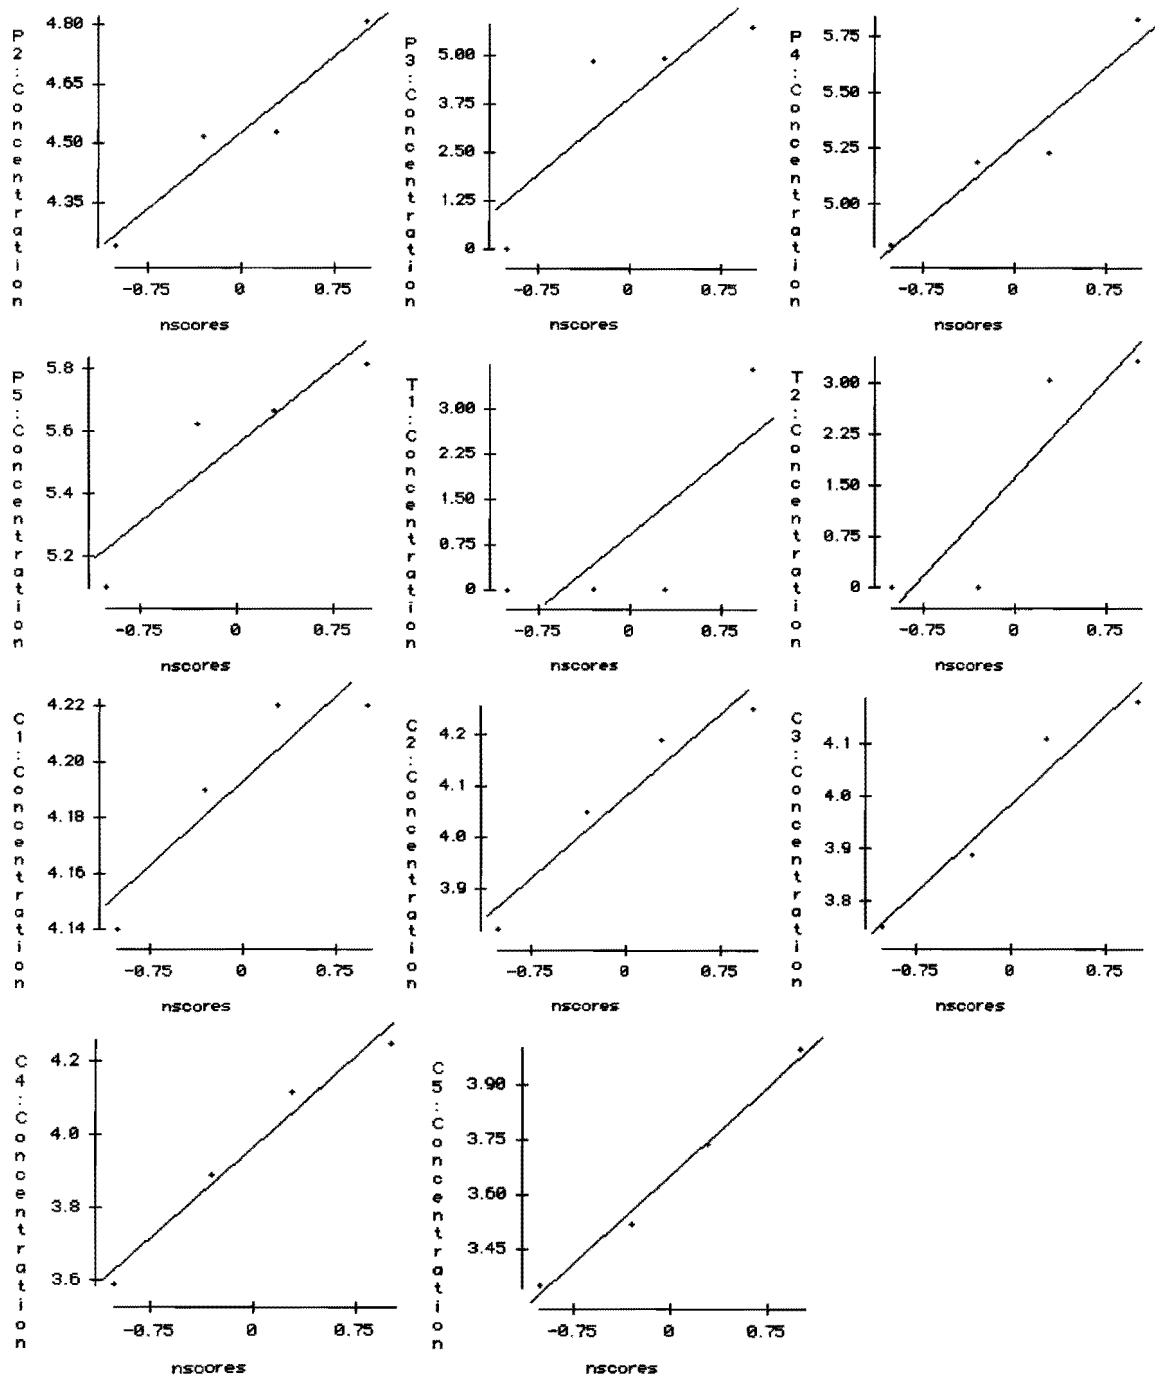 P2:Concentration
4.80
4.65
4.50
4.35
-0.75 0 0.75
nscores
P3:Concentration
5.00
3.75
2.50
1.25
0
-0.75 0 0.75
nscores
P4:Concentration
5.75
5.50
5.25
5.00
-0.75 0 0.75
nscores
P5:Concentration
5.8
5.6
5.4
5.2
-0.75 0 0.75
nscores
T1:Concentration
3.00
2.25
1.50
0.75
0
-0.75 0 0.75
nscores
T2:Concentration
3.00
2.25
1.50
0.75
0
-0.75 0 0.75
nscores
C1:Concentration
4.22
4.20
4.18
4.16
4.14
-0.75 0 0.75
nscores
C2:Concentration
4.2
4.1
4.0
3.9
-0.75 0 0.75
nscores
C3:Concentration
4.1
4.0
3.9
3.8
-0.75 0 0.75
nscores
C4:Concentration
4.2
4.0
3.8
3.6
-0.75 0 0.75
nscores
C5:Concentration
3.90
3.75
3.60
3.45
-0.75 0 0.75
nscores